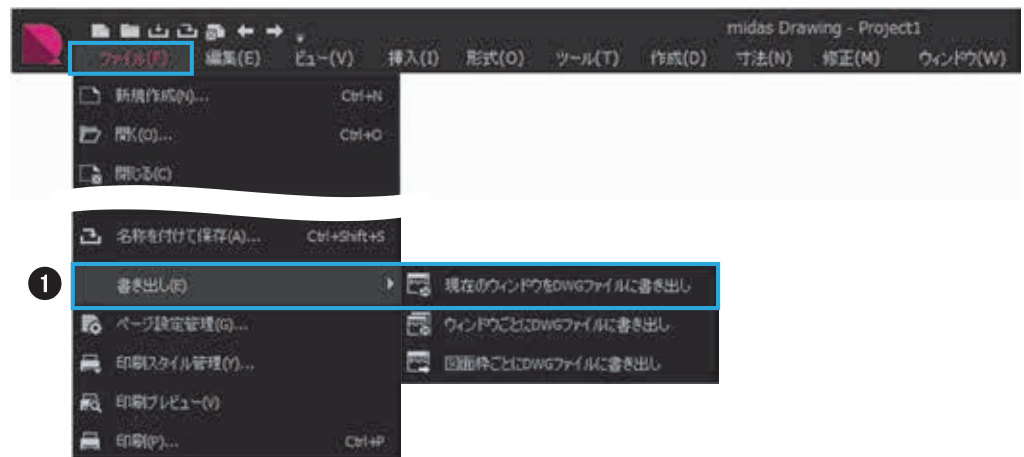 midas Drawing - Project1
ファイル(F) 編集(E) ビュー(V) 挿入(I) 形式(O) ツール(T) 作成(D) 寸法(N) 修正(M) ウィンドウ(W)
新規作成(N)... Ctrl+N
開く(O)... Ctrl+O
閉じる(C)
名称を付けて保存(A)... Ctrl+Shift+S
1 書き出し(E) 現在のウィンドウをDWGファイルに書き出し
ページ設定管理(G)... ウィンドウごとにDWGファイルに書き出し
印刷スタイル管理(Y)... 図面枠ごとにDWGファイルに書き出し
印刷プレビュー(V)
印刷(P)... Ctrl+P